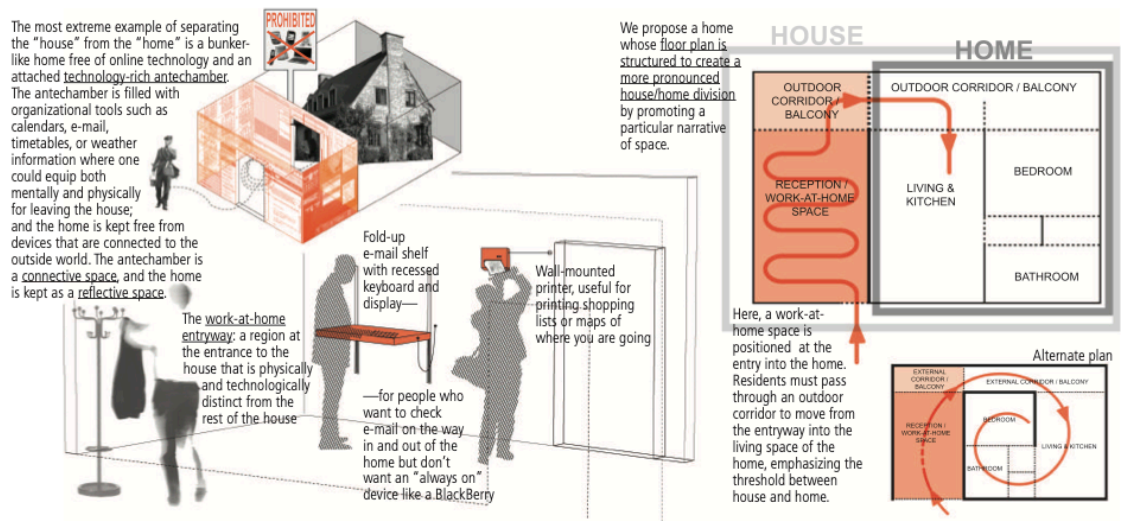 The most extreme example of separating
the “house” from the “home” is a bunker-
like home free of online technology and an
attached technology-rich antechamber.
The antechamber is filled with
organizational tools such as
calendars, e-mail,
timetables, or weather
information where one
could equip both
mentally and physically
for leaving the house;
and the home is kept free from
devices that are connected to the
outside world. The antechamber is
a connective space, and the home
is kept as a reflective space.
PROHIBITED
The work-at-home
entryway: a region at
the entrance to the
house that is physically
and technologically
distinct from the
rest of the house
Fold-up
e-mail shelf
with recessed
keyboard and
display—
—for people who
want to check
e-mail on the way
in and out of the
home but don’t
want an “always on”
device like a BlackBerry
Wall-mounted
printer, useful for
printing shopping
lists or maps of
where you are going
We propose a home
whose floor plan is
structured to create a
more pronounced
house/home division
by promoting a
particular narrative
of space.
HOUSE
HOME
OUTDOOR
CORRIDOR /
BALCONY
OUTDOOR CORRIDOR / BALCONY
RECEPTION /
WORK-AT-HOME
SPACE
LIVING &
KITCHEN
BEDROOM
BATHROOM
Here, a work-at-
home space is
positioned at the
entry into the home.
Residents must pass
through an outdoor
corridor to move from
the entryway into the
living space of the
home, emphasizing the
threshold between
house and home.
Alternate plan
EXTERNAL
CORRIDOR /
BALCONY
EXTERNAL CORRIDOR / BALCONY
RECEPTION /
WORK-AT-HOME
SPACE
BEDROOM
LIVING & KITCHEN
BATHROOM